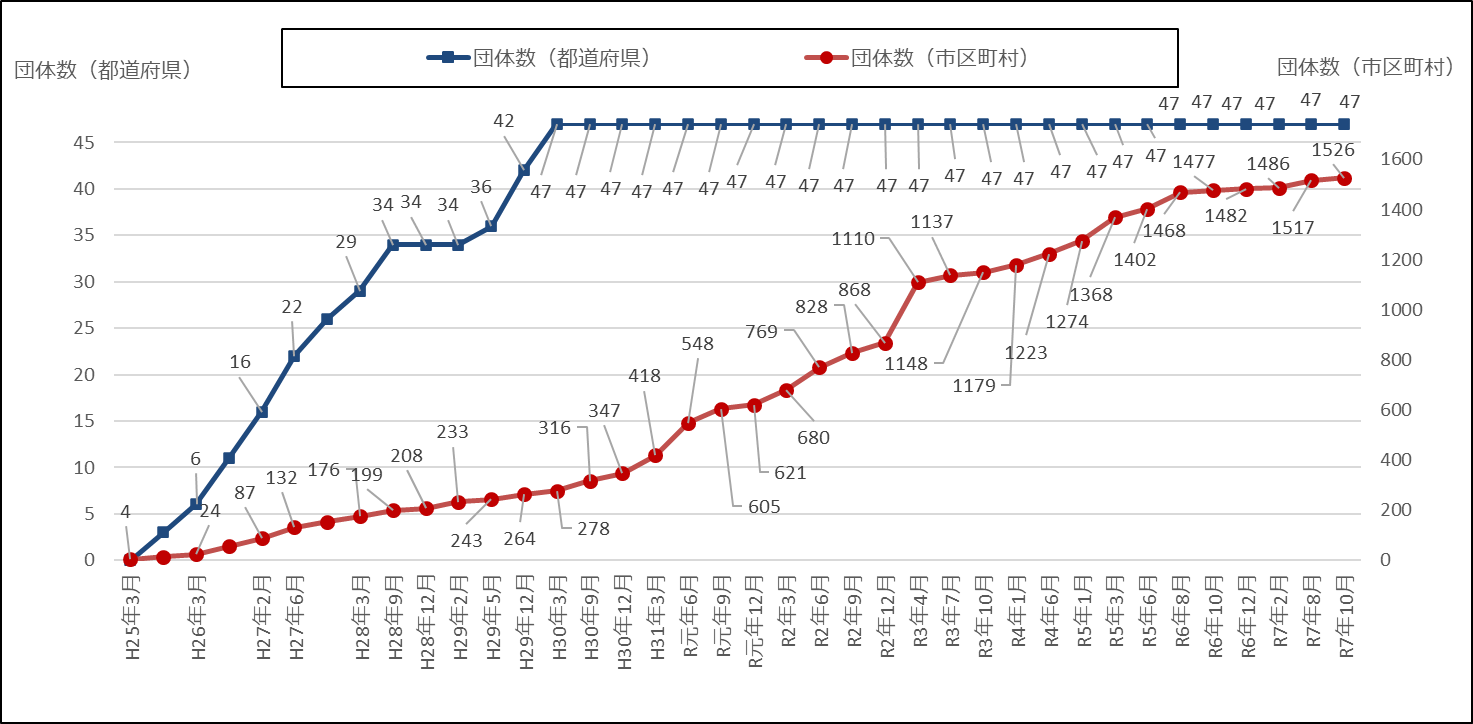 団体数（都道府県）
団体数（市区町村）
団体数（都道府県）
団体数（市区町村）
47 47 47 47 47 47
42
47 47 47 47 47 47 47 47 47 47 47 47 47 47 47 47 47 47 47
36
34 34 34
29
22
16
6
45
40
35
30
25
20
15
10
5
0
1600
1400
1200
1000
800
600
400
200
0
4
24
87
132
176
199
208
233
243
264
278
316
347
418
548
605
621
680
769
828
868
1110
1137
1148
1179
1223
1274
1368
1402
1468
1477
1482
1486
1517
1526
H25年3月
H26年3月
H27年2月
H27年6月
H28年3月
H28年9月
H28年12月
H29年2月
H29年5月
H29年12月
H30年3月
H30年9月
H30年12月
H31年3月
R元年6月
R元年9月
R元年12月
R2年3月
R2年6月
R2年9月
R2年12月
R3年4月
R3年7月
R3年10月
R4年1月
R4年6月
R5年1月
R5年3月
R5年6月
R6年8月
R6年10月
R6年12月
R7年2月
R7年8月
R7年10月